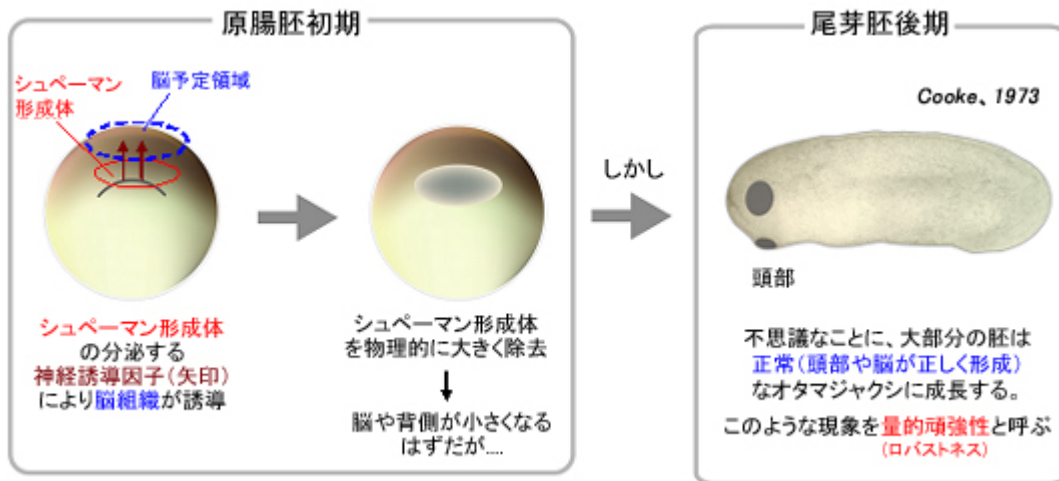 原腸胚初期
シュペーマン
形成体
脳予定領域
シュペーマン形成体
の分泌する
神経誘導因子(矢印)
により脳組織が誘導
シュペーマン形成体
を物理的に大きく除去
脳や背側が小さくなる
はずだが....
しかし
尾芽胚後期
Cooke、1973
頭部
不思議なことに、大部分の胚は
正常(頭部や脳が正しく形成)
なオタマジャクシに成長する。
このような現象を量的頑強性と呼ぶ
(ロバストネス)